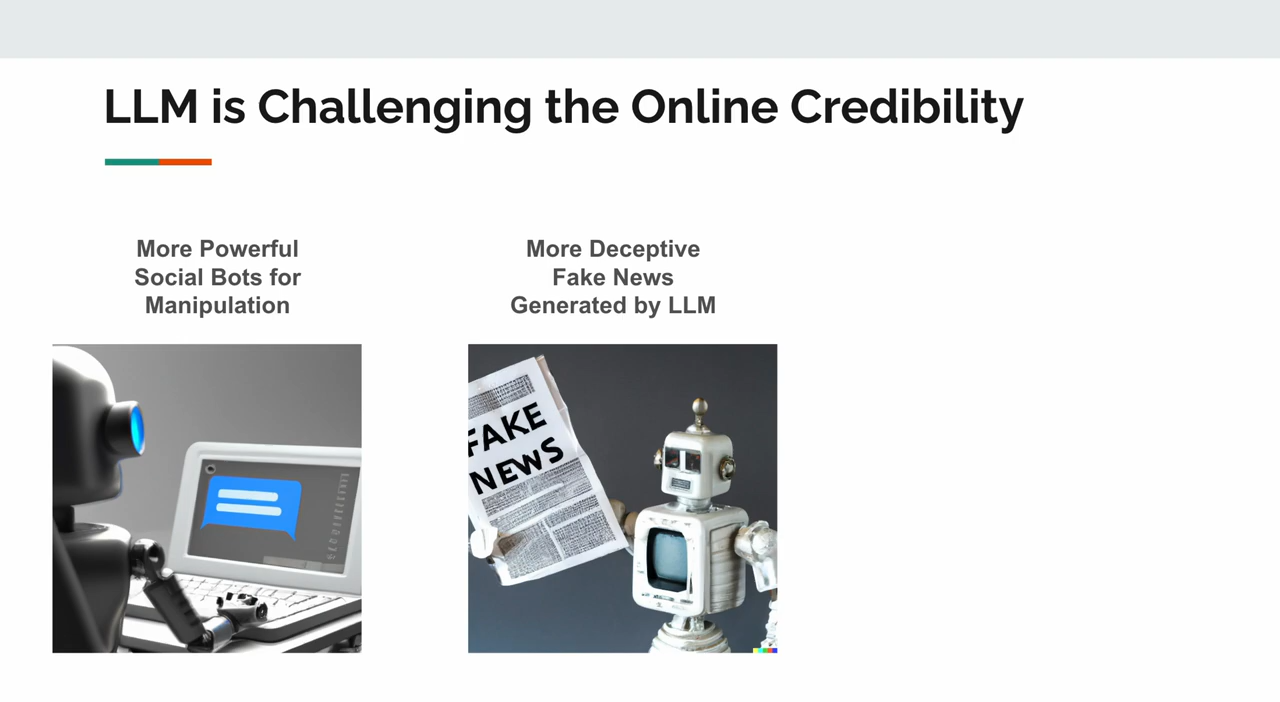 LLM is Challenging the Online Credibility
More Powerful
Social Bots for
Manipulation
More Deceptive
Fake News
Generated by LLM
FAKE
NEWS